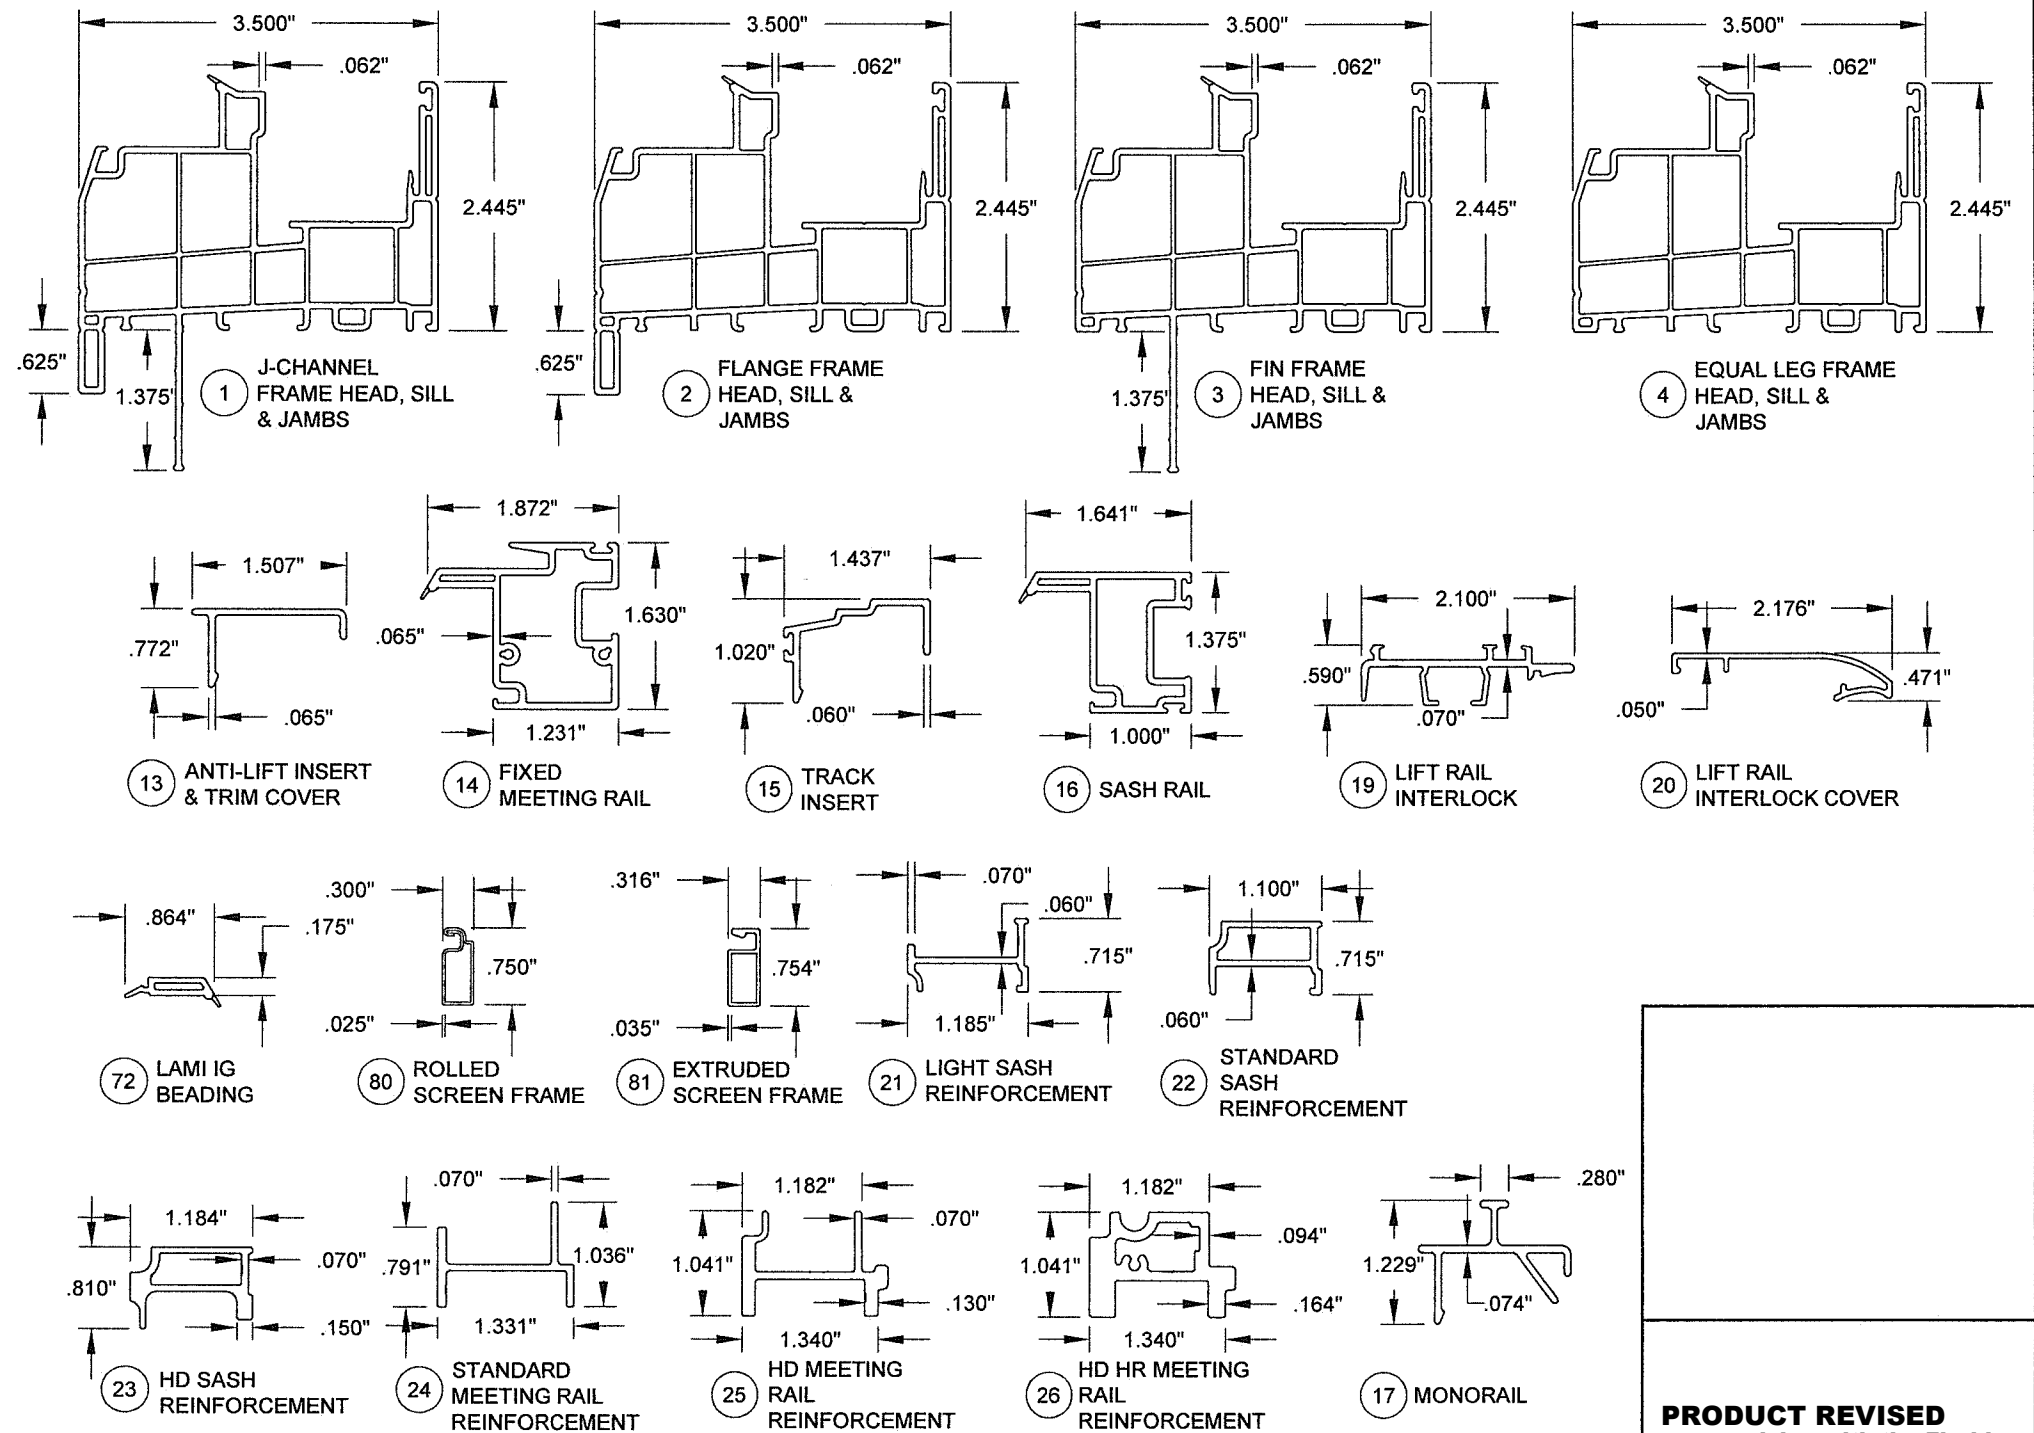 3.500" 3.500" 3.500" 3.500"
.062" .062" .062" .062"
2.445" 2.445" 2.445" 2.445"
.625" 1.375" .625" 1.375"
1 J-CHANNEL
FRAME HEAD, SILL
& JAMBS
2 FLANGE FRAME
HEAD, SILL &
JAMBS
3 FIN FRAME
HEAD, SILL &
JAMBS
4 EQUAL LEG FRAME
HEAD, SILL &
JAMBS
1.507"
.772"
.065"
13 ANTI-LIFT INSERT
& TRIM COVER
1.872"
1.630"
.065"
1.231"
14 FIXED
MEETING RAIL
1.437"
1.020"
.060"
15 TRACK
INSERT
1.641"
1.375"
1.000"
16 SASH RAIL
2.100"
.590"
.070"
19 LIFT RAIL
INTERLOCK
2.176"
.471"
.050"
20 LIFT RAIL
INTERLOCK COVER
.864"
.175"
72 LAMI IG
BEADING
.300"
.750"
.025"
80 ROLLED
SCREEN FRAME
.316"
.754"
.035"
81 EXTRUDED
SCREEN FRAME
.070"
.060"
.715"
1.185"
21 LIGHT SASH
REINFORCEMENT
1.100"
.715"
.060"
22 STANDARD
SASH
REINFORCEMENT
1.184"
.070"
.810"
.150"
23 HD SASH
REINFORCEMENT
.070"
.791"
1.036"
1.331"
24 STANDARD
MEETING RAIL
REINFORCEMENT
1.182"
.070"
1.041"
.130"
1.340"
25 HD MEETING
RAIL
REINFORCEMENT
1.182"
.094"
1.041"
.164"
1.340"
26 HD HR MEETING
RAIL
REINFORCEMENT
.280"
1.229"
.074"
17 MONORAIL
PRODUCT REVISED